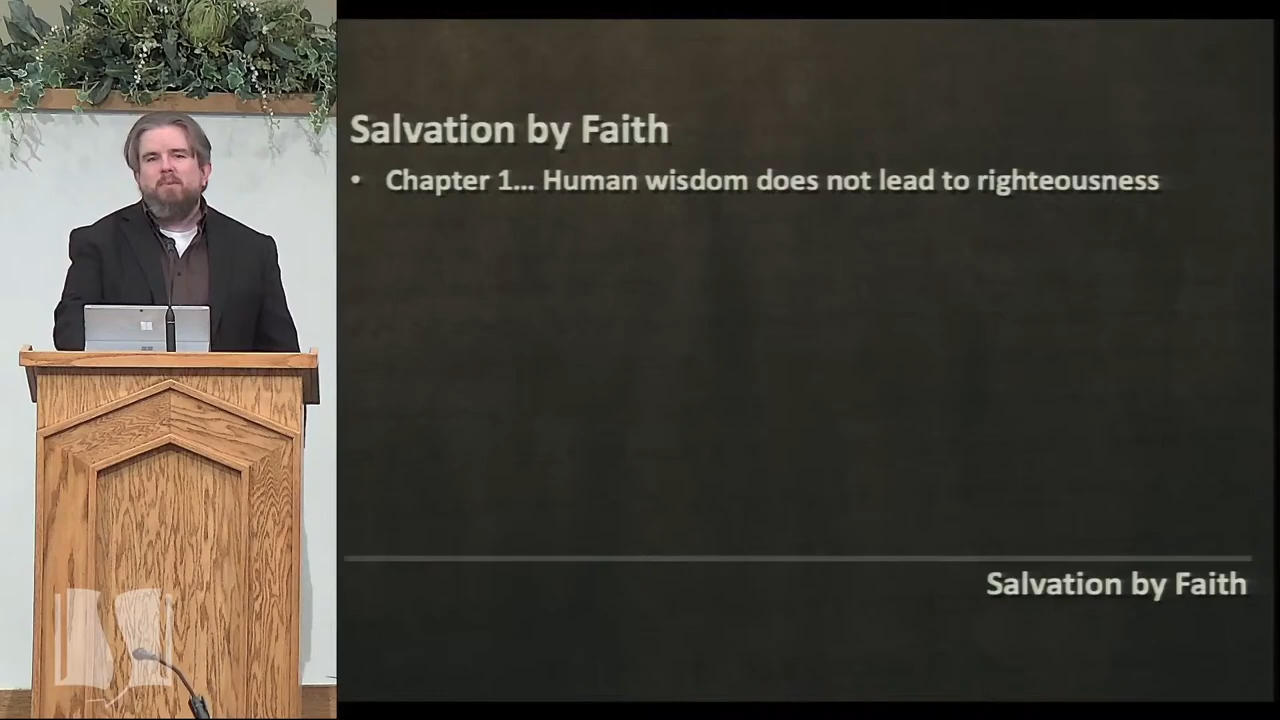 Salvation by Faith
• Chapter 1... Human wisdom does not lead to righteousness
Salvation by Faith